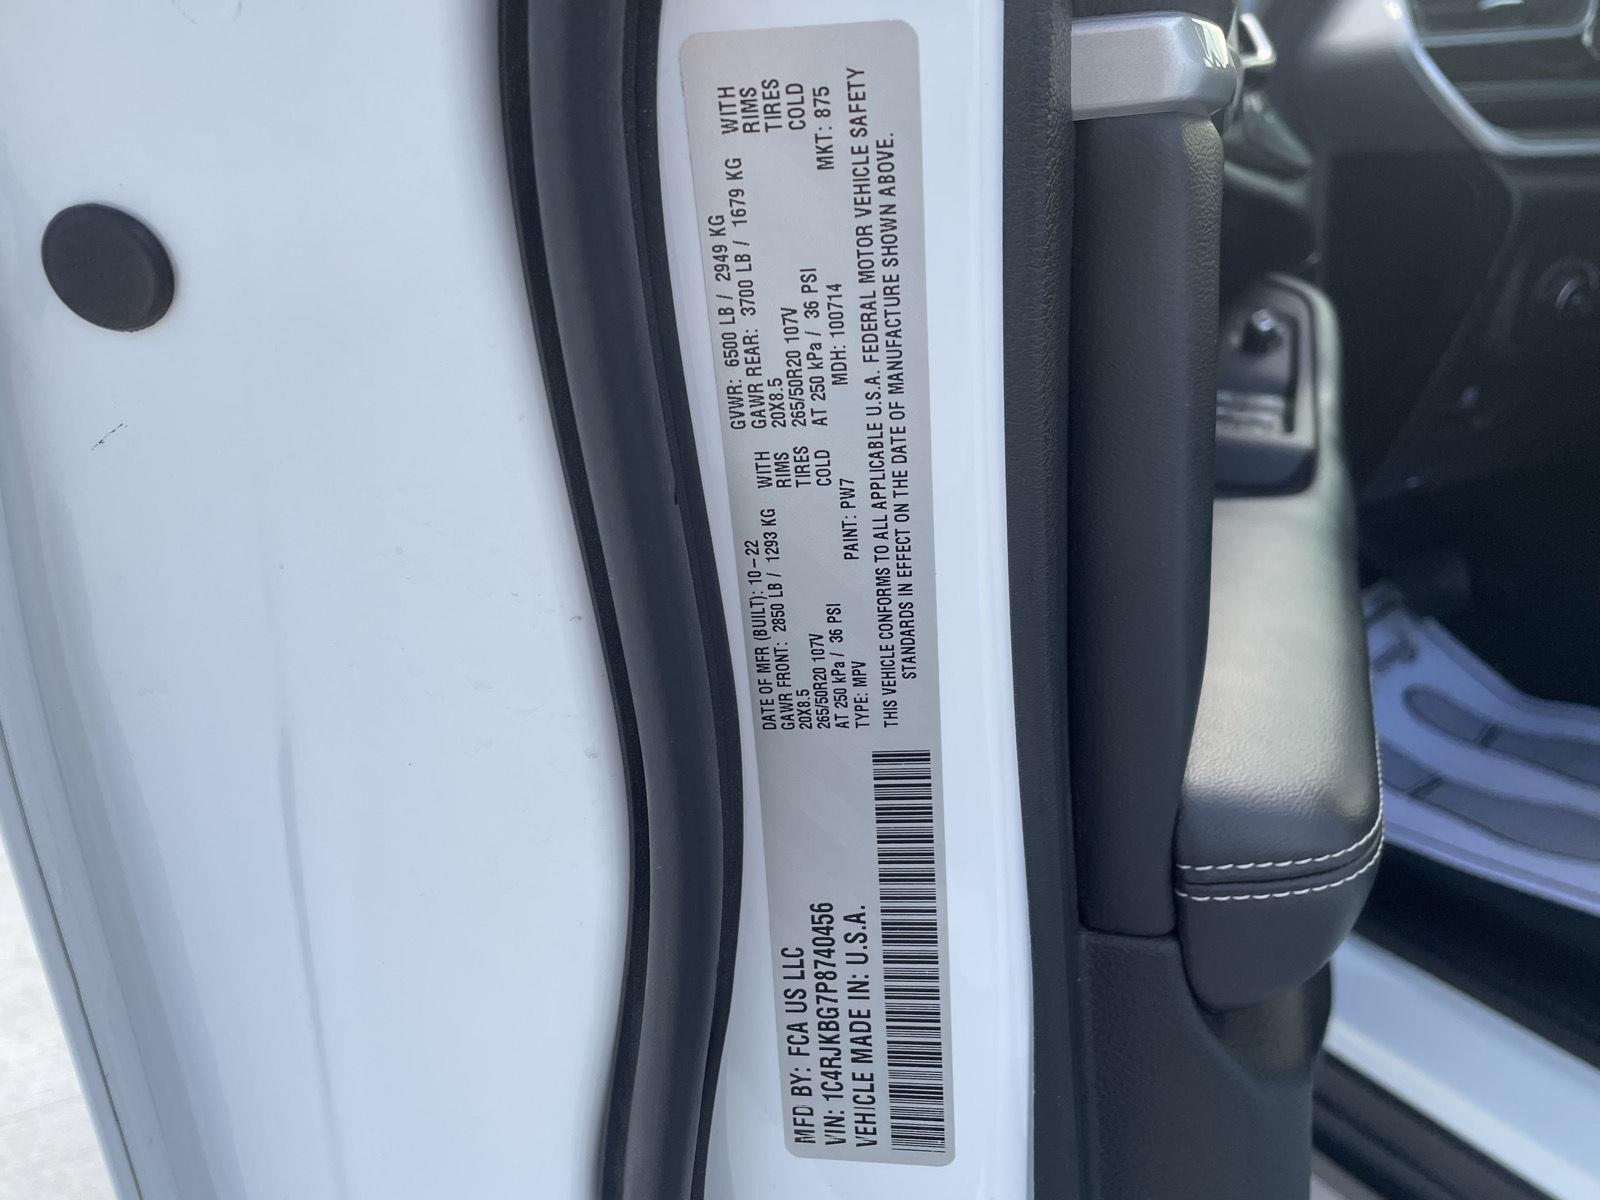 MFD BY: FCA US LLC
VIN: 1C4RJKBG7P8740456
VEHICLE MADE IN: U.S.A.
DATE OF MFR (BUILT): 10-22 GVWR: 6500 LB / 2949 KG
GAWR FRONT: 2850 LB / 1293 KG WITH GAWR REAR: 3700 LB / 1679 KG WITH
20X8.5 RIMS 20X8.5 RIMS
265/50R20 107V TIRES 265/50R20 107V TIRES
AT 250 kPa / 36 PSI COLD AT 250 kPa / 36 PSI COLD
TYPE: MPV PAINT: PW7 MDH: 100714 MKT: 875
THIS VEHICLE CONFORMS TO ALL APPLICABLE U.S.A. FEDERAL MOTOR VEHICLE SAFETY
STANDARDS IN EFFECT ON THE DATE OF MANUFACTURE SHOWN ABOVE.